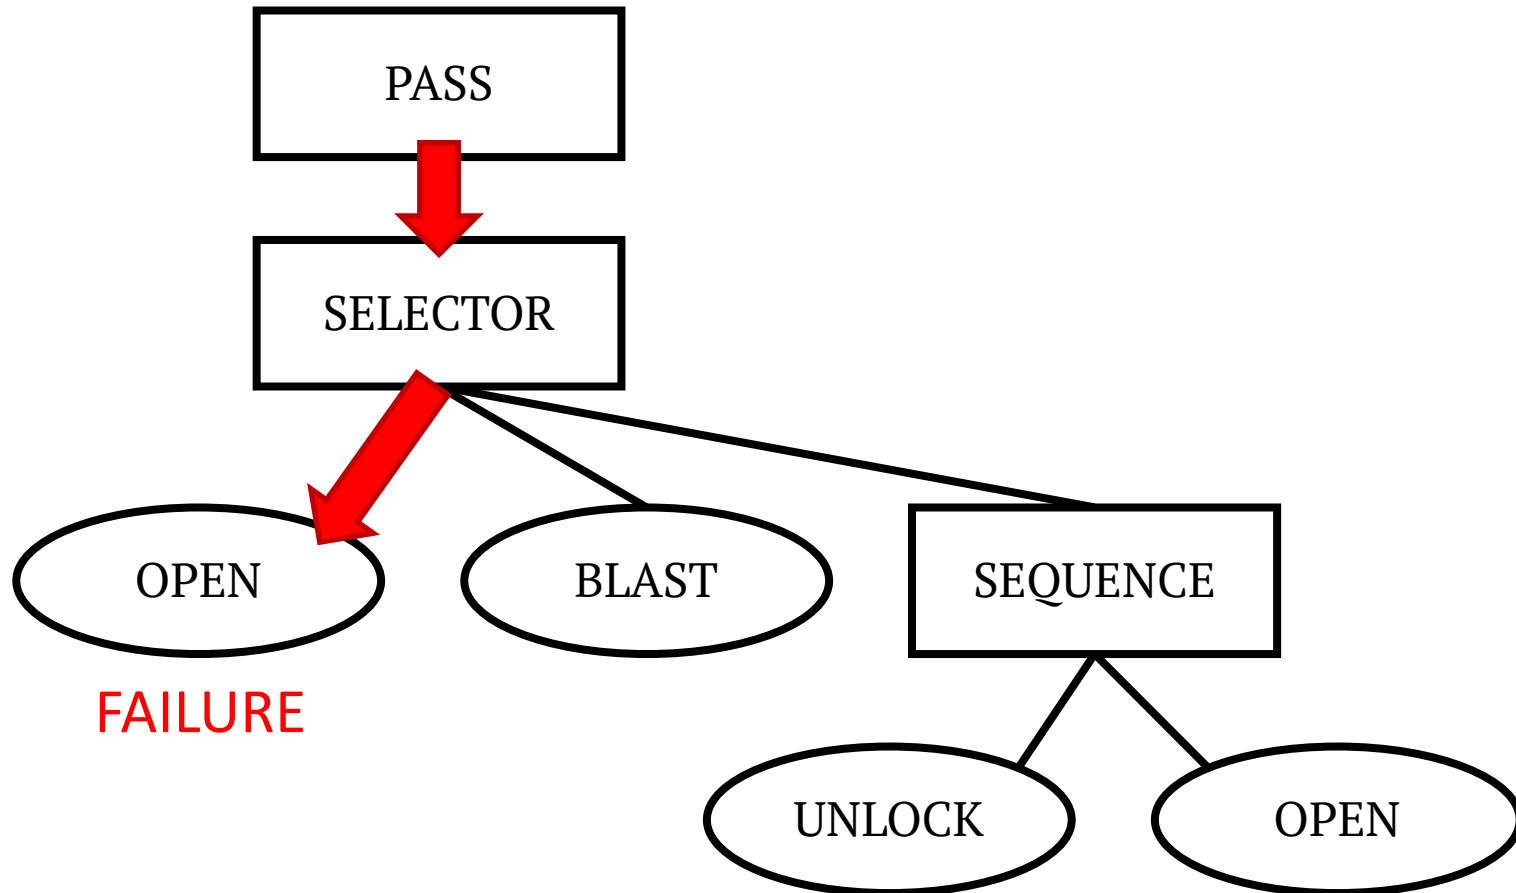 PASS
SELECTOR
OPEN
BLAST
SEQUENCE
FAILURE
UNLOCK
OPEN